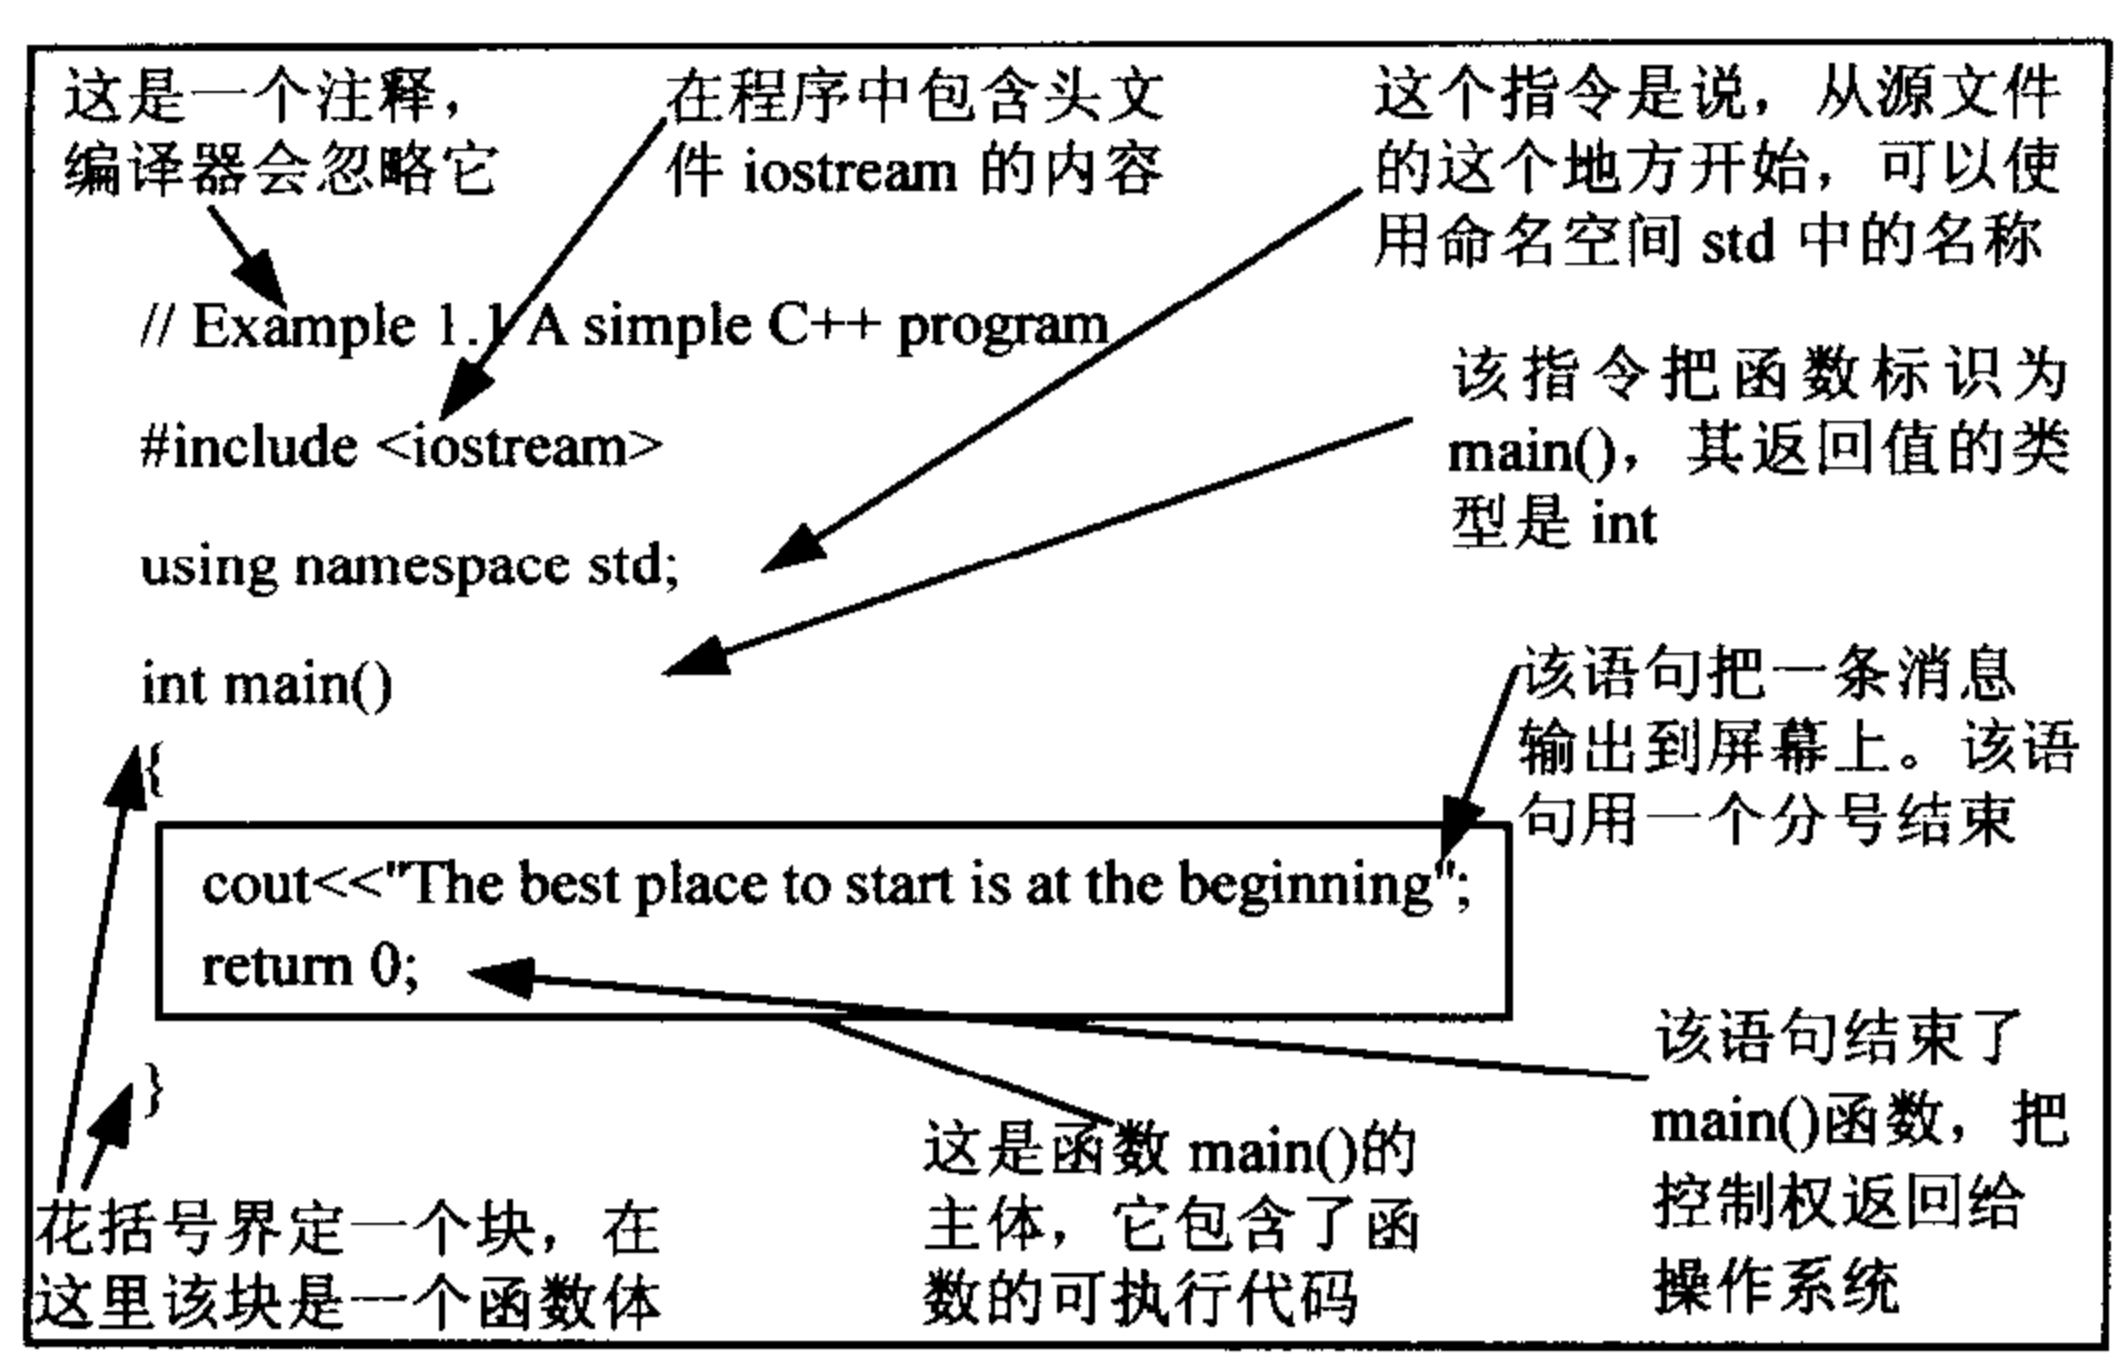 这是一个注释，
编译器会忽略它
在程序中包含头文
件 iostream 的内容
这个指令是说，从源文件
的这个地方开始，可以使
用命名空间 std 中的名称
// Example 1.1 A simple C++ program
#include <iostream>
using namespace std;
该指令把函数标识为
main()，其返回值的类
型是 int
int main()
{
该语句把一条消息
输出到屏幕上。该语
句用一个分号结束
cout<<"The best place to start is at the beginning";
return 0;
}
该语句结束了
main()函数，把
控制权返回给
操作系统
这是函数 main()的
主体，它包含了函
数的可执行代码
花括号界定一个块，在
这里该块是一个函数体